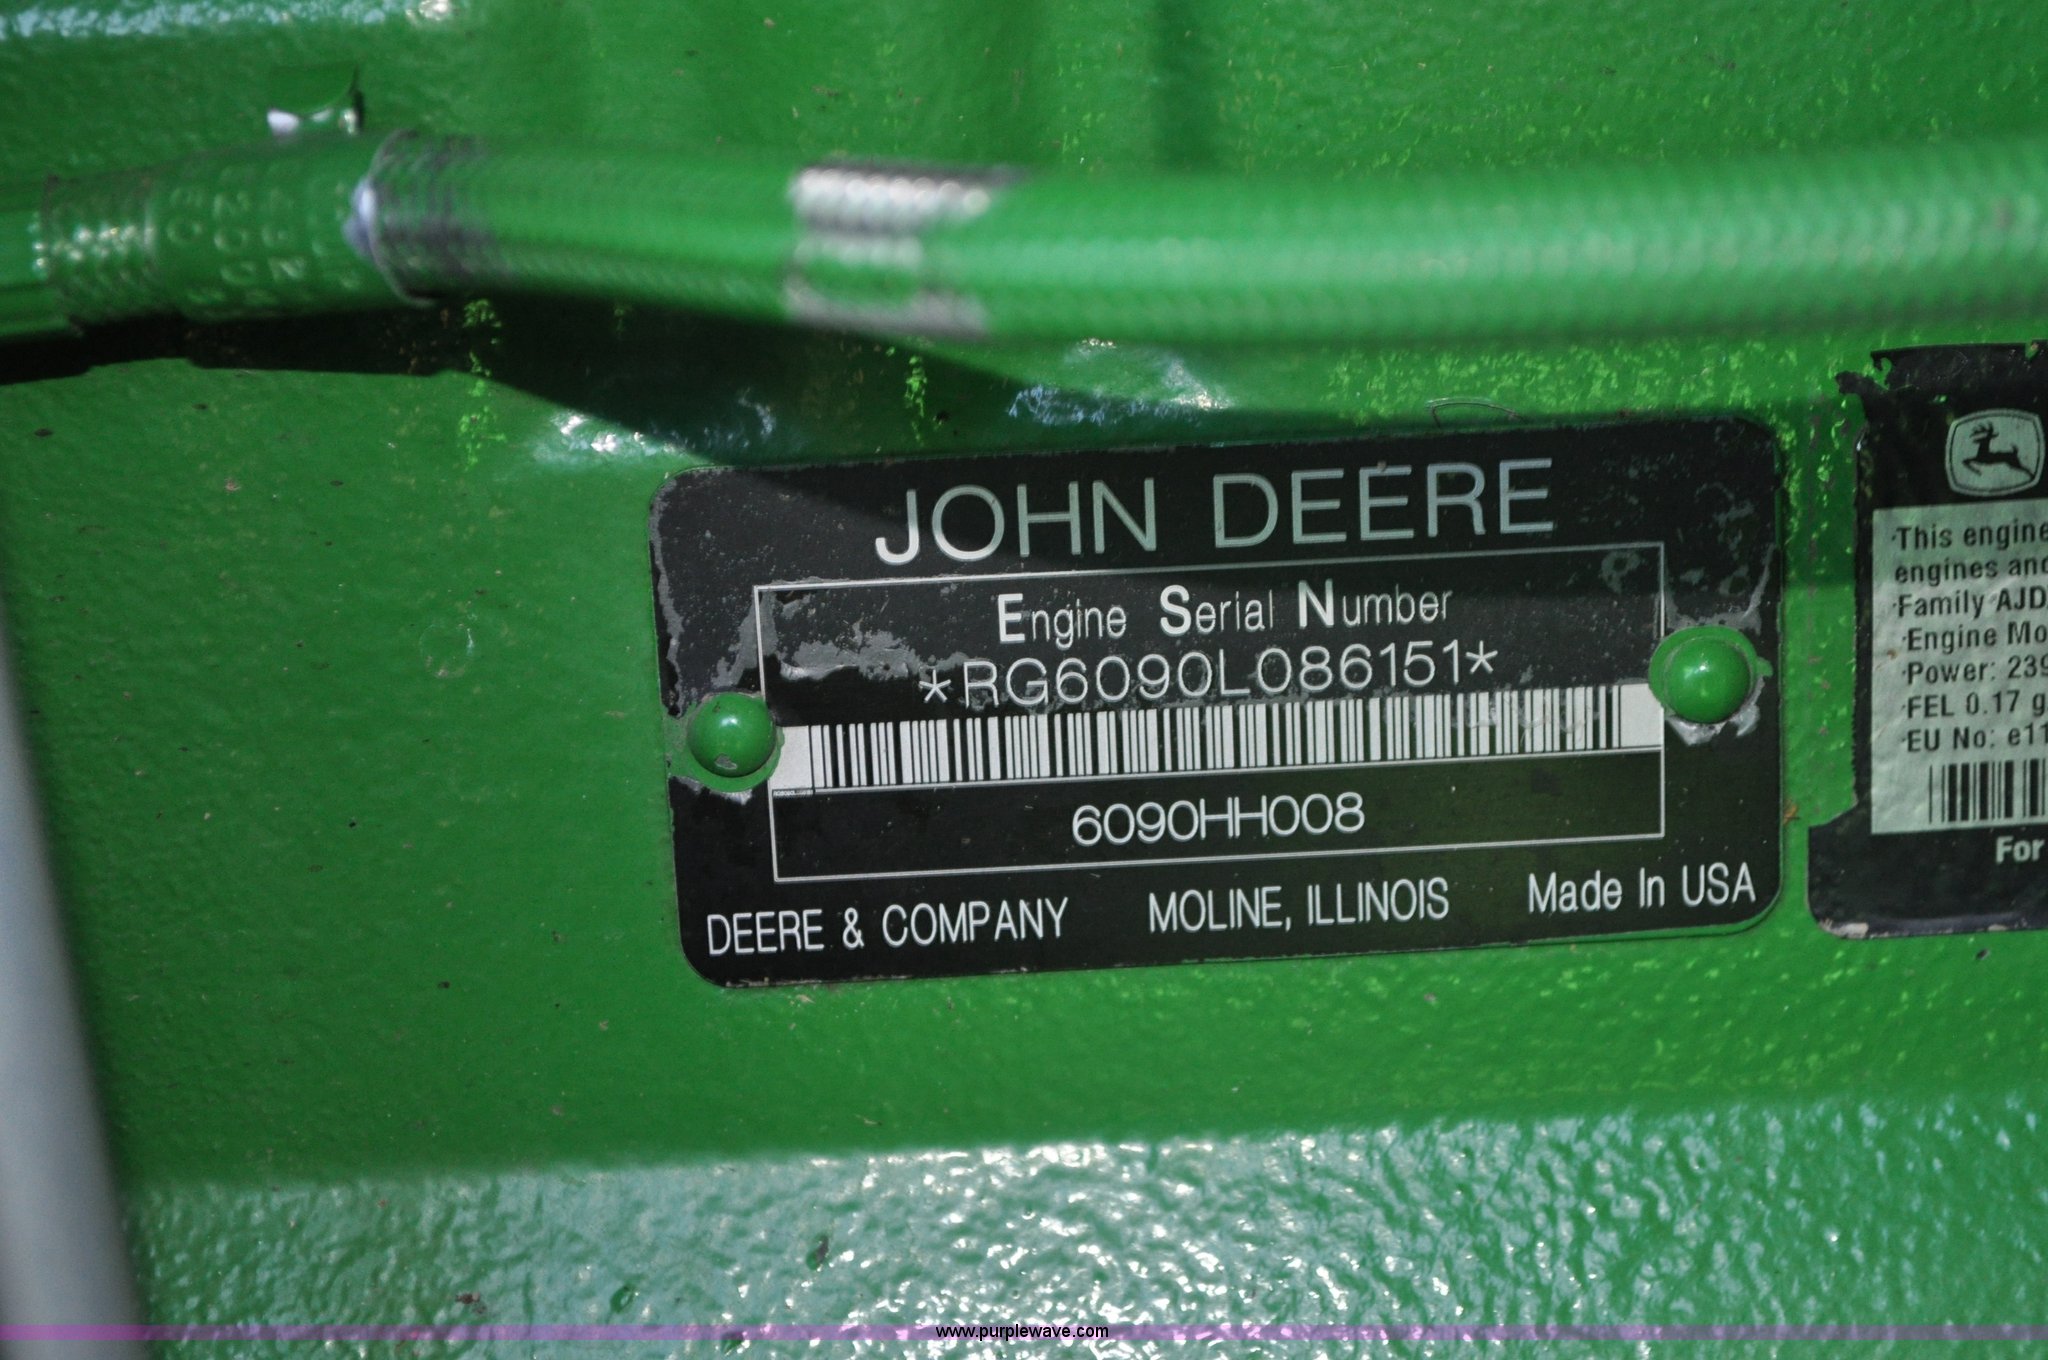 JOHN DEERE
Engine Serial Number
*RG6090L086151*
6090HH008
DEERE & COMPANY MOLINE, ILLINOIS Made In USA
This engine
engines and
Family AJD
Engine Mo
Power: 239
FEL 0.17 g
EU No: e11
For
www.purplewave.com